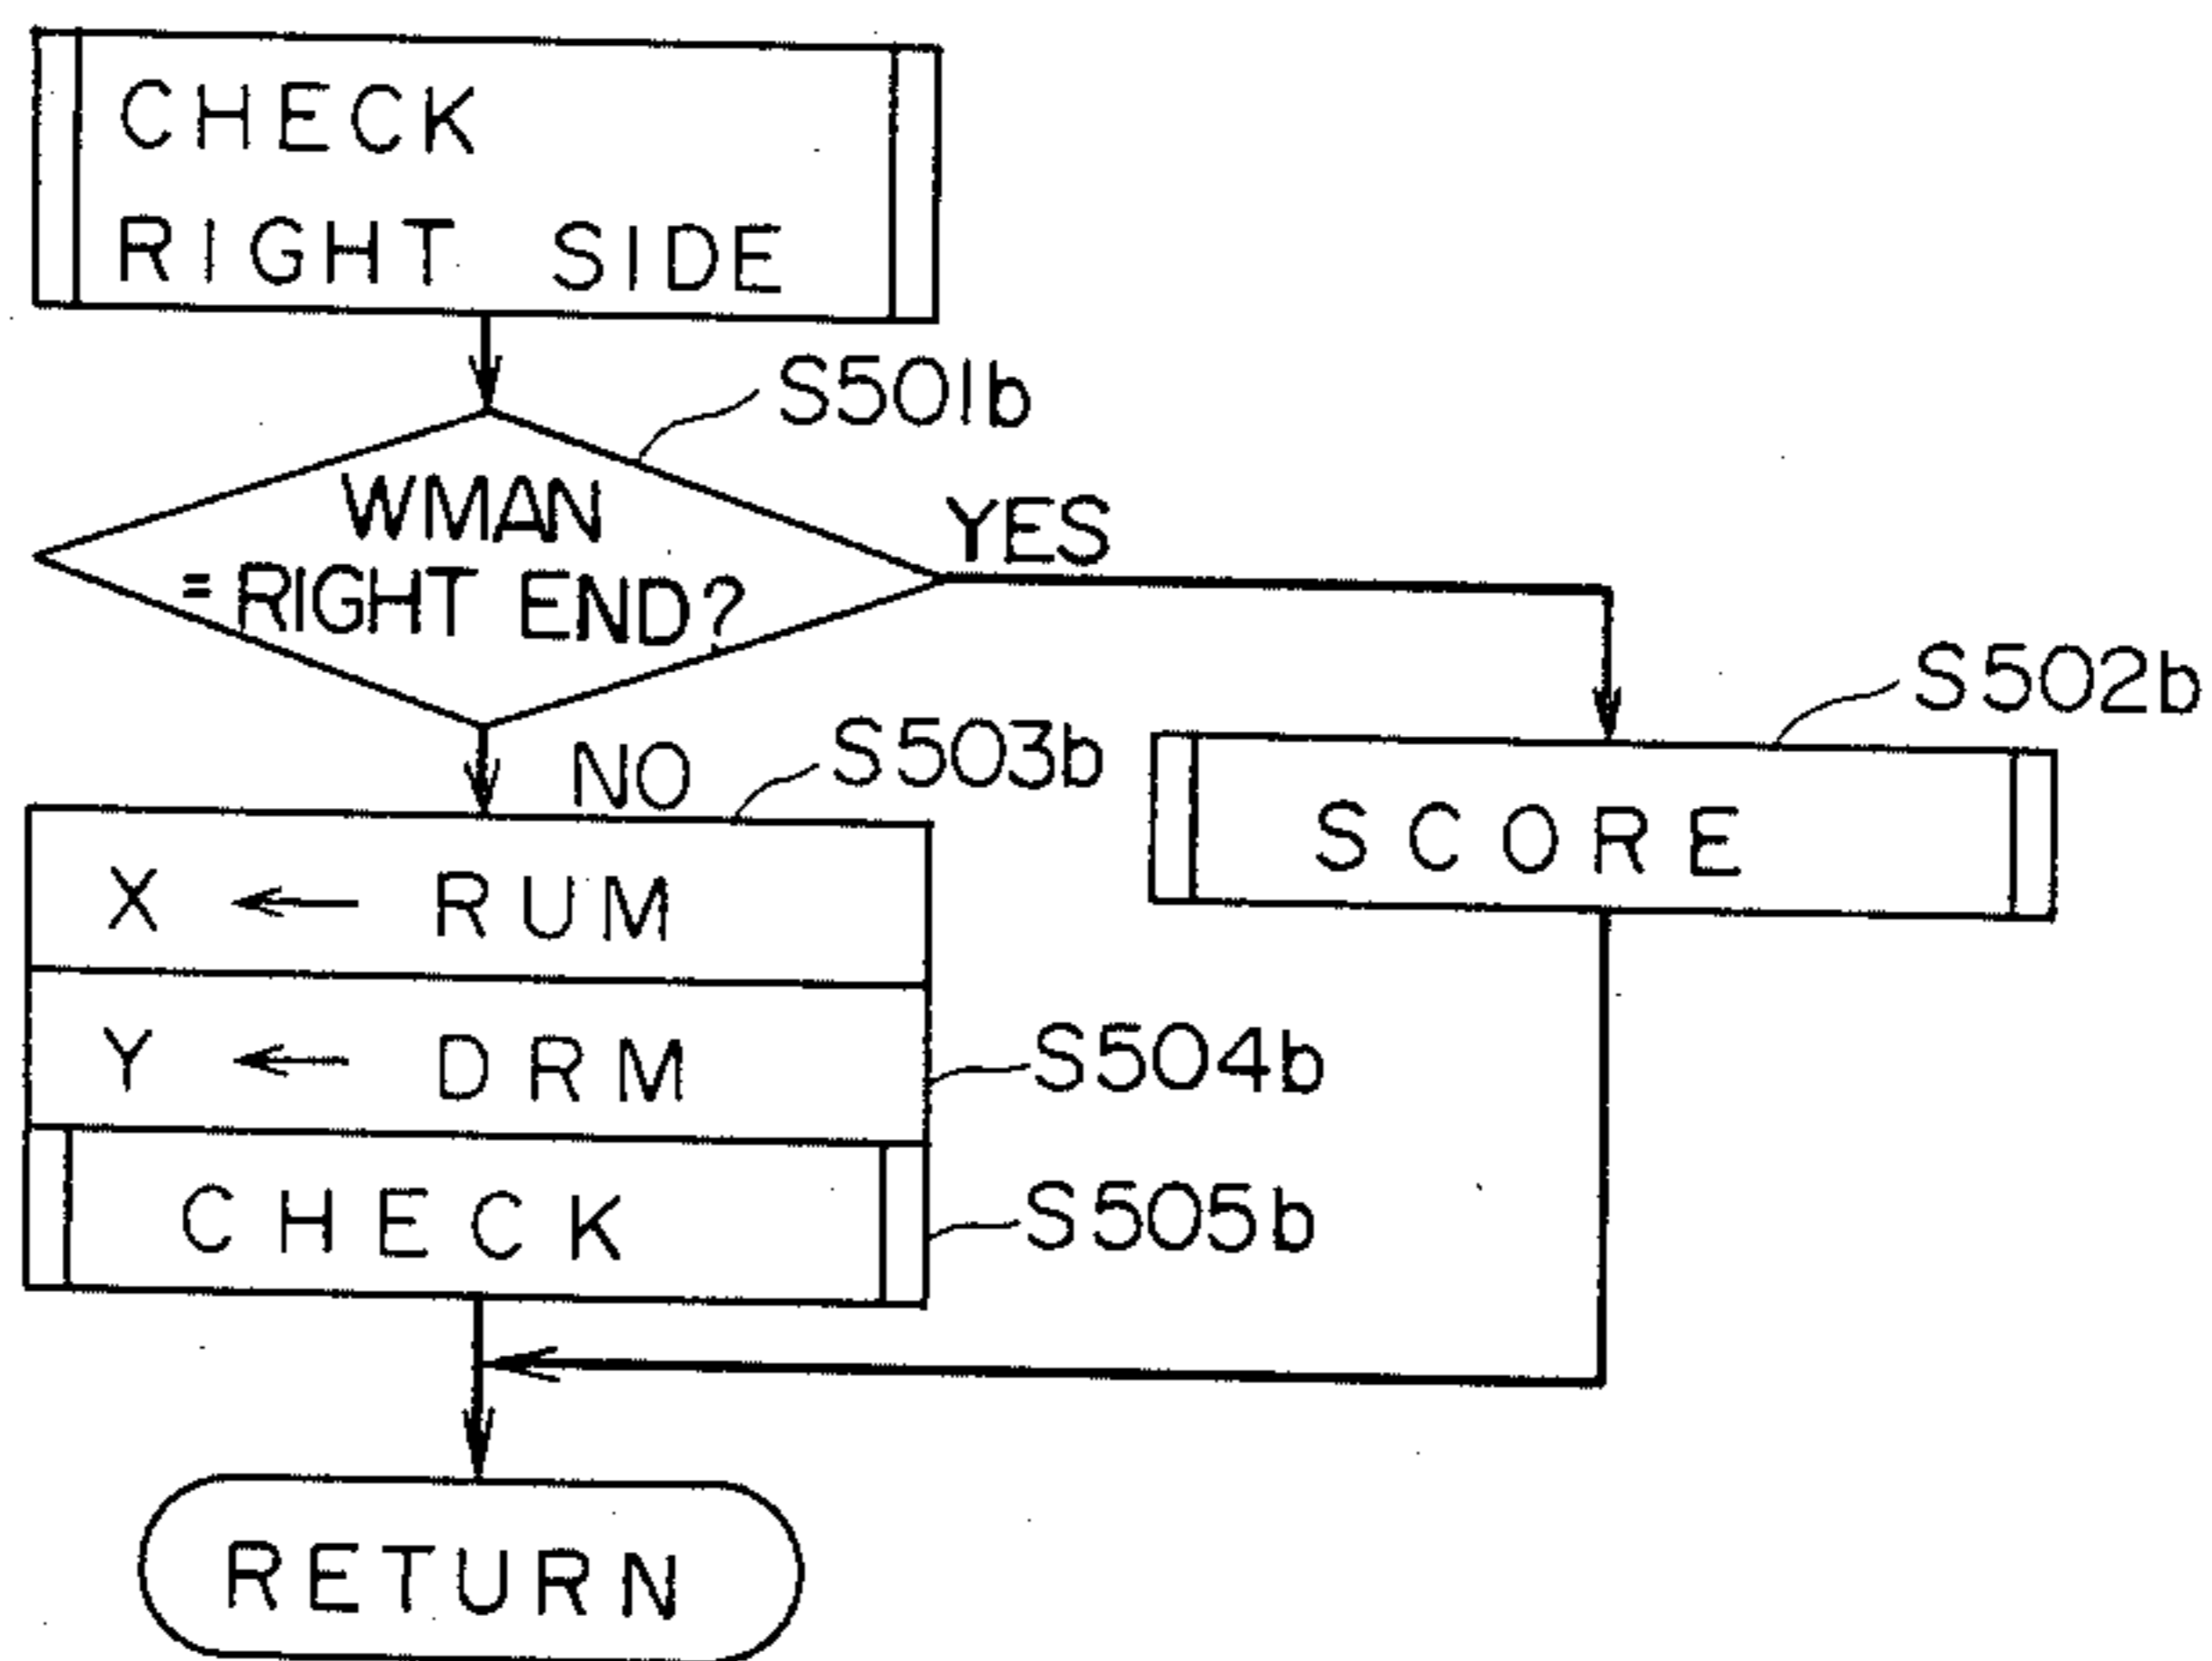 CHECK
RIGHT SIDE
S501b
WMAN
= RIGHT END?
YES
S502b
NO
S503b
SCORE
X ← RUM
Y ← DRM
S504b
CHECK
S505b
RETURN